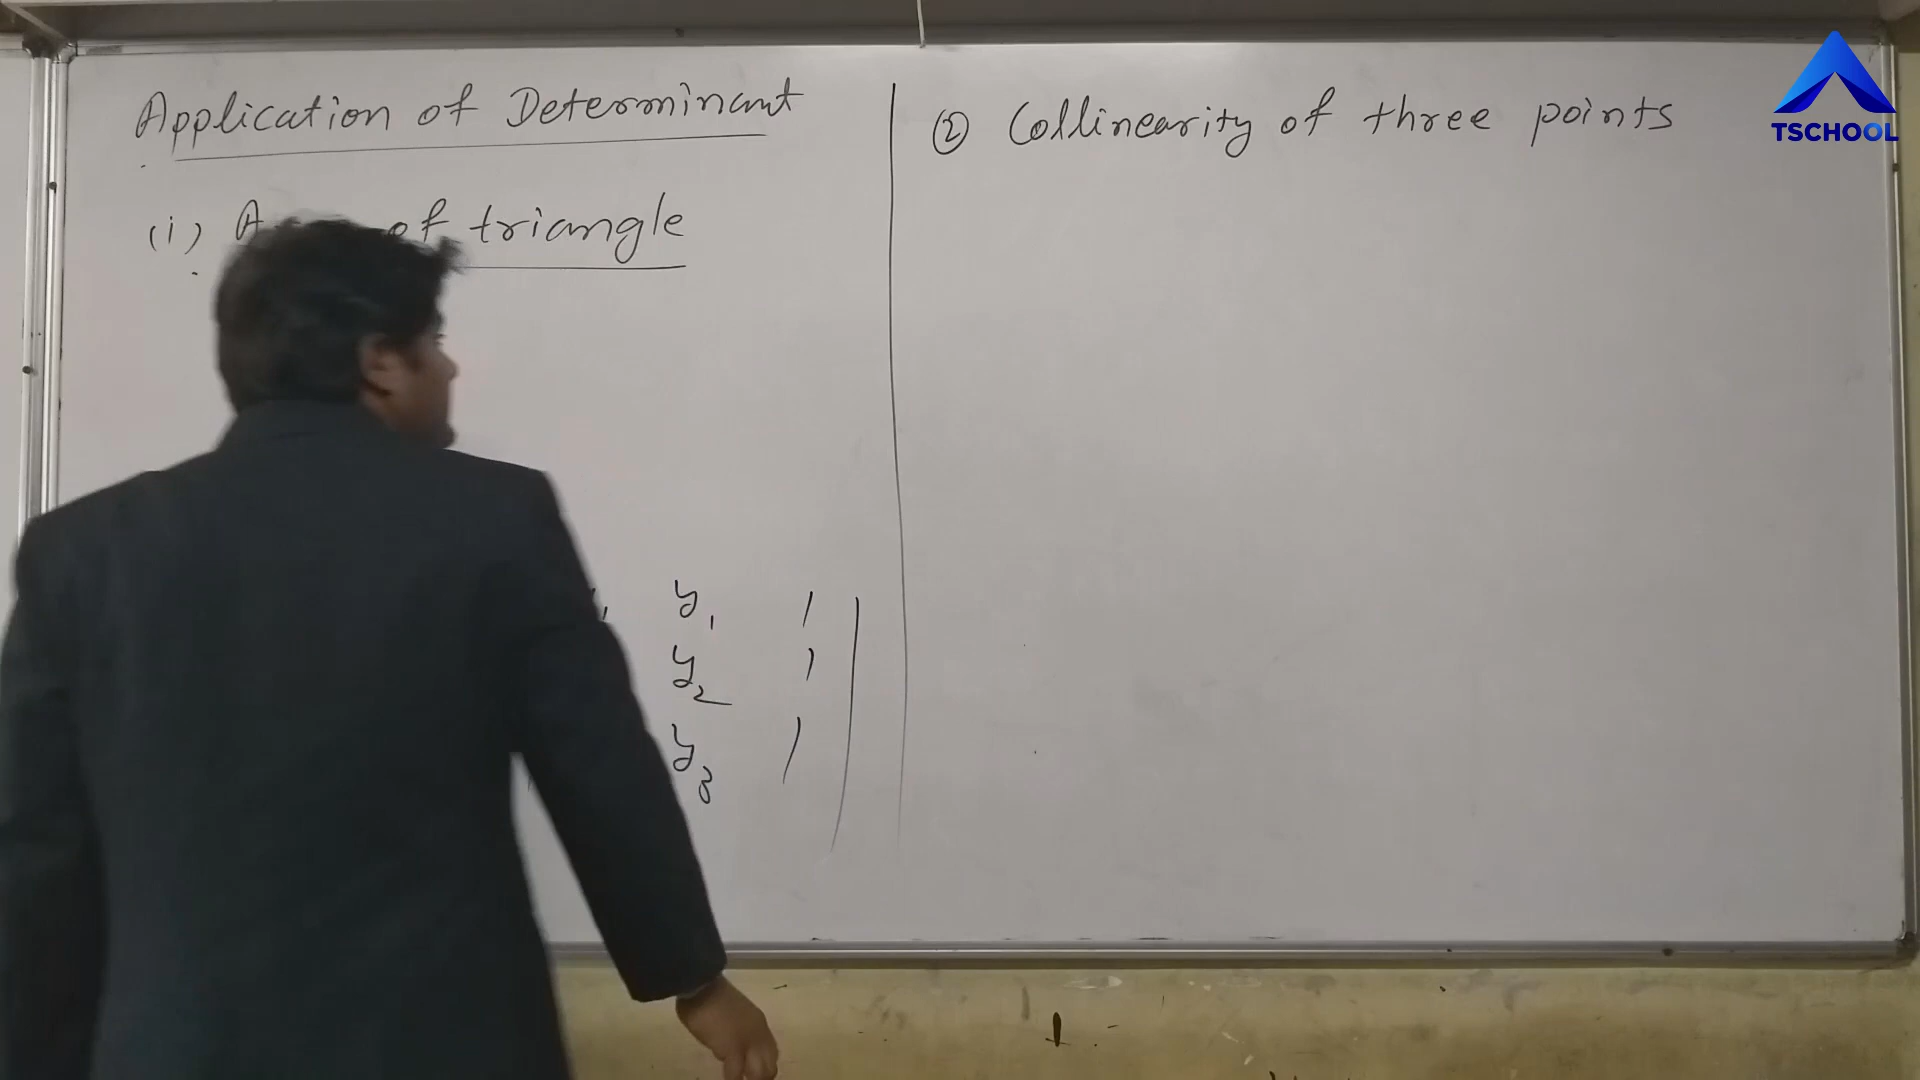 Application of Determinant
(i) of triangle
y₁ 1
y₂ 1
y₃ 1
② Collinearity of three points
TSCHOOL